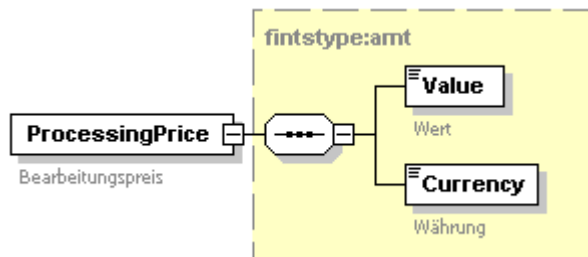 fintstype:amt
Value
Wert
ProcessingPrice
Bearbeitungspreis
Currency
Währung